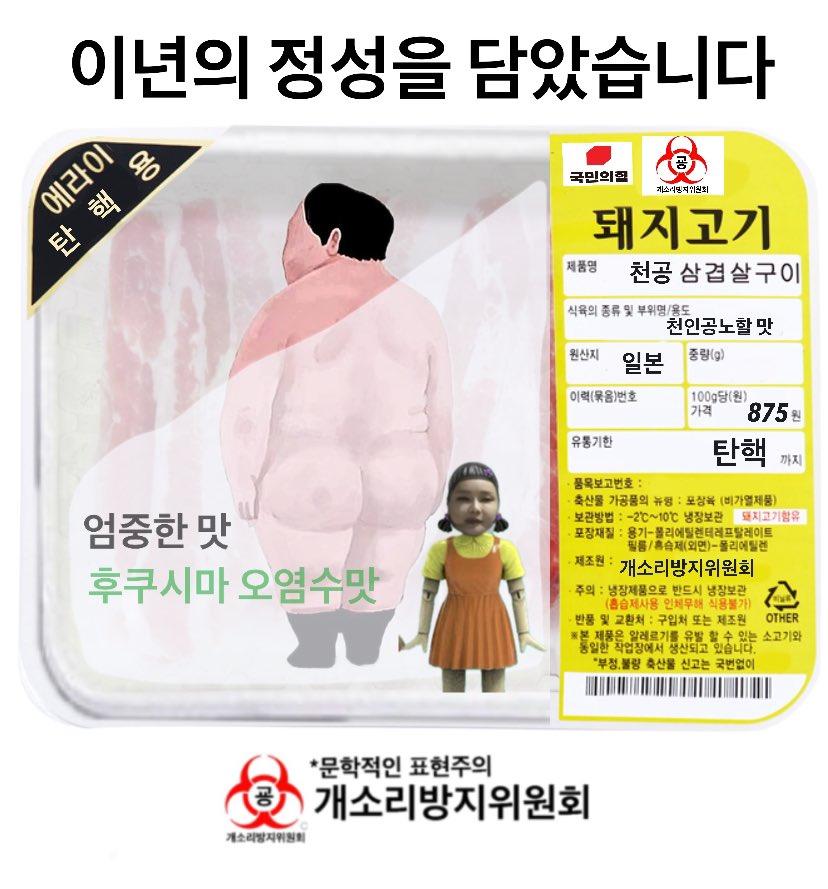 이년의 정성을 담았습니다
에라이
탄핵용
국민의힘
굥
개소리방지위원회
돼지고기
제품명
천공 삼겹살구이
식육의 종류 및 부위명/용도
천인공노할 맛
원산지
일본
중량(g)
이력(묶음)번호
100g당(원)
가격
875원
유통기한
탄핵 까지
· 품목보고번호 :
· 축산물 가공품의 유형 : 포장육 (비가열제품)
· 보관방법 : -2℃~10℃ 냉장보관
돼지고기함유
· 포장재질 : 용기-폴리에틸렌테레프탈레이트
필름/흡습제(외면)-폴리에틸렌
· 제조원 : 개소리방지위원회
· 주의 : 냉장제품으로 반드시 냉장보관
(흡습제사용 인체무해 식용불가)
비닐류
OTHER
· 반품 및 교환처 : 구입처 또는 제조원
※본 제품은 알레르기를 유발 할 수 있는 소고기와
동일한 작업장에서 생산되고 있습니다.
"부정,불량 축산물 신고는 국번없이
엄중한 맛
후쿠시마 오염수맛
굥
개소리방지위원회
*문학적인 표현주의
개소리방지위원회